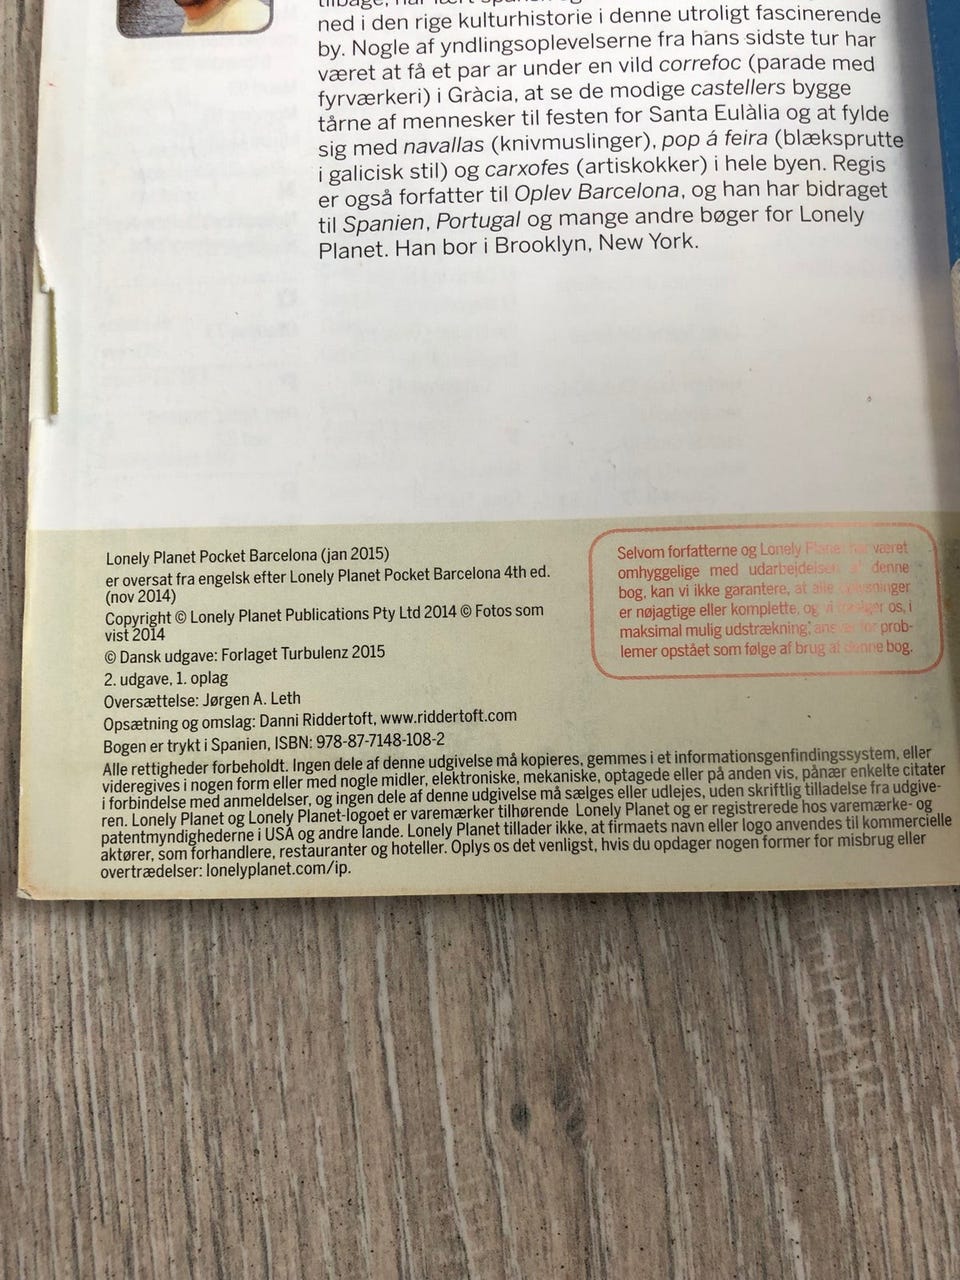 ned i den rige kulturhistorie i denne utroligt fascinerende
by. Nogle af yndlingsoplevelserne fra hans sidste tur har
været at få et par ar under en vild correfoc (parade med
fyrværkeri) i Gràcia, at se de modige castellers bygge
tårne af mennesker til festen for Santa Eulàlia og at fylde
sig med navallas (knivmuslinger), pop á feira (blæksprutte
i galicisk stil) og carxofes (artiskokker) i hele byen. Regis
er også forfatter til Oplev Barcelona, og han har bidraget
til Spanien, Portugal og mange andre bøger for Lonely
Planet. Han bor i Brooklyn, New York.
Lonely Planet Pocket Barcelona (jan 2015)
er oversat fra engelsk efter Lonely Planet Pocket Barcelona 4th ed.
(nov 2014)
Copyright © Lonely Planet Publications Pty Ltd 2014 © Fotos som
vist 2014
© Dansk udgave: Forlaget Turbulenz 2015
2. udgave, 1. oplag
Oversættelse: Jørgen A. Leth
Opsætning og omslag: Danni Riddertoft, www.riddertoft.com
Bogen er trykt i Spanien, ISBN: 978-87-7148-108-2
Selvom forfatterne og Lonely Planet har været
omhyggelige med udarbejdelsen af denne
bog, kan vi ikke garantere, at alle oplysninger
er nøjagtige eller komplette, og vi fralæger os, i
maksimal mulig udstrækning, ansvar for prob-
lemer opstået som følge af brug af denne bog.
Alle rettigheder forbeholdt. Ingen dele af denne udgivelse må kopieres, gemmes i et informationsgenfindingssystem, eller
videregives i nogen form eller med nogle midler, elektroniske, mekaniske, optagede eller på anden vis, pånær enkelte citater
i forbindelse med anmeldelser, og ingen dele af denne udgivelse må sælges eller udlejes, uden skriftlig tilladelse fra udgive-
ren. Lonely Planet og Lonely Planet-logoet er varemærker tilhørende Lonely Planet og er registrerede hos varemærke- og
patentmyndighederne i USA og andre lande. Lonely Planet tillader ikke, at firmaets navn eller logo anvendes til kommercielle
aktører, som forhandlere, restauranter og hoteller. Oplys os det venligst, hvis du opdager nogen former for misbrug eller
overtrædelser: lonelyplanet.com/ip.